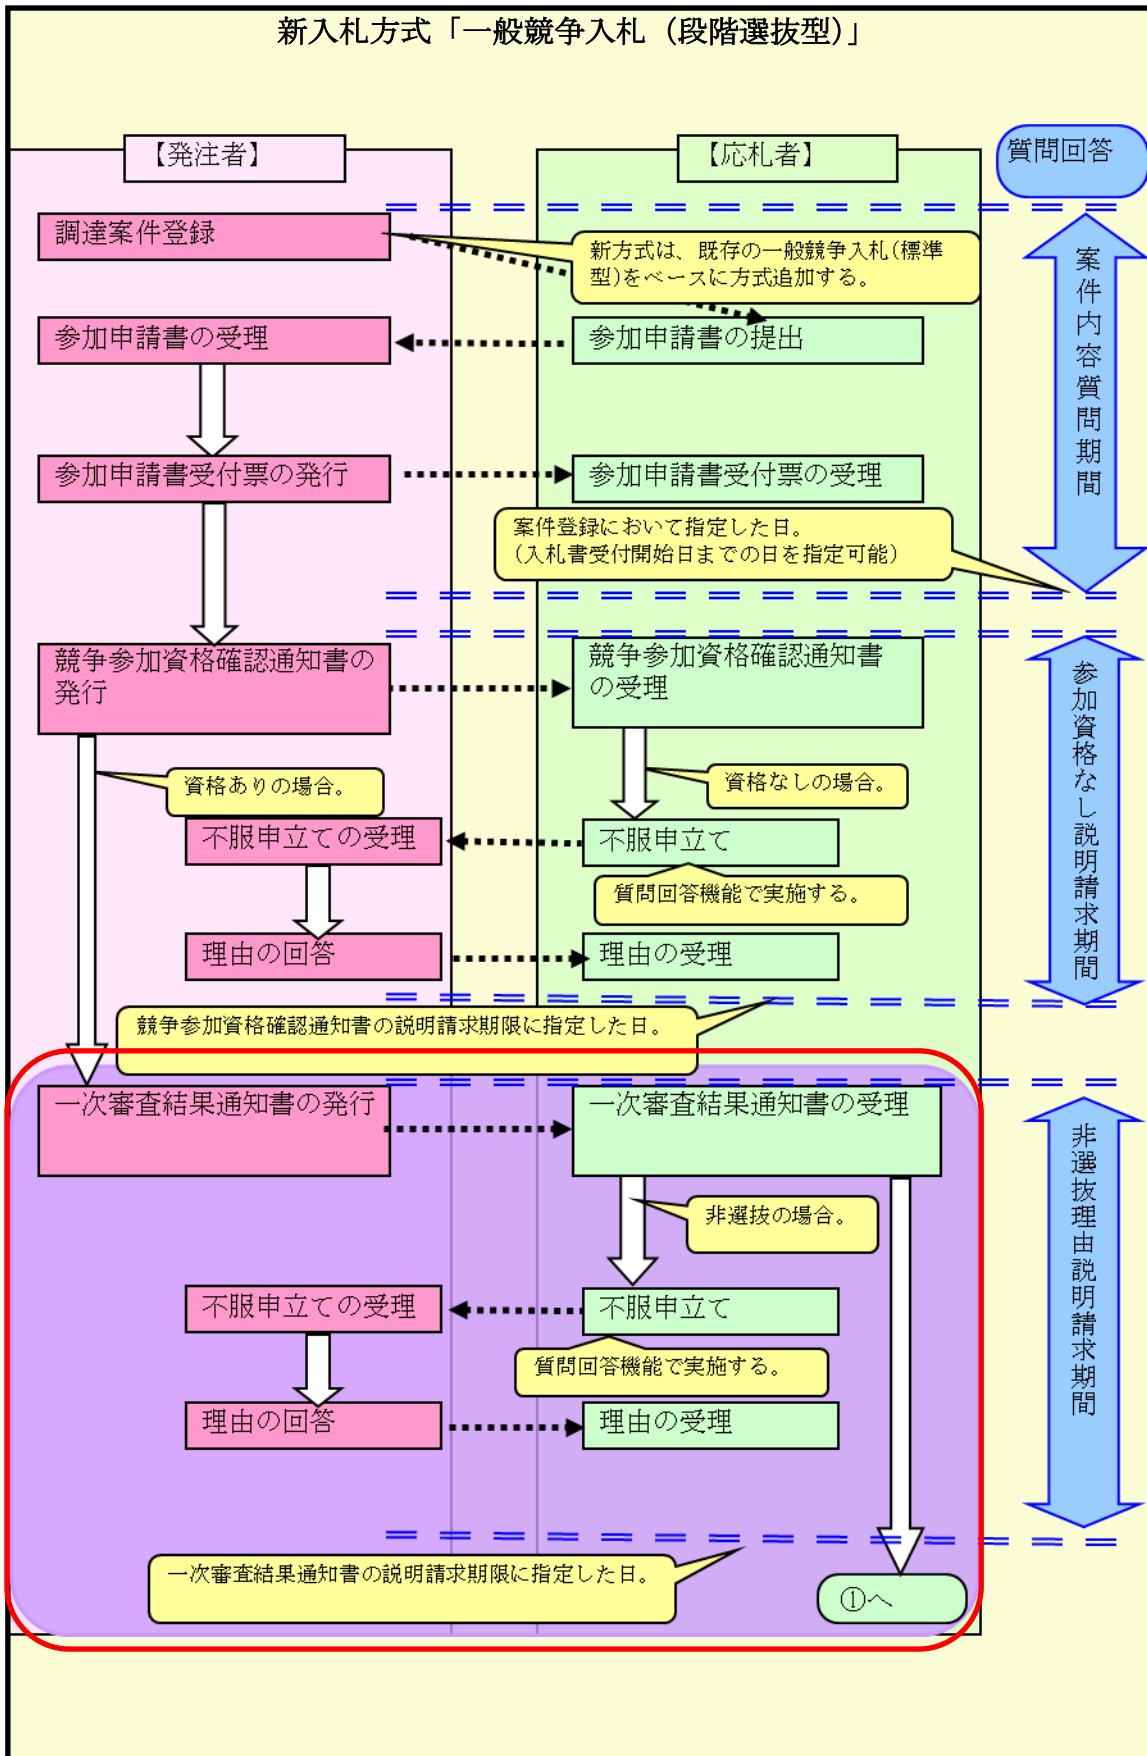 新入札方式「一般競争入札（段階選抜型）」
【発注者】
【応札者】
質問回答
調達案件登録
新方式は、既存の一般競争入札(標準
型)をベースに方式追加する。
案件内容質問期間
参加申請書の受理
参加申請書の提出
参加申請書受付票の発行
参加申請書受付票の受理
案件登録において指定した日。
（入札書受付開始日までの日を指定可能）
競争参加資格確認通知書の
発行
競争参加資格確認通知書
の受理
参加資格なし説明請求期間
資格ありの場合。
資格なしの場合。
不服申立ての受理
不服申立て
質問回答機能で実施する。
理由の回答
理由の受理
競争参加資格確認通知書の説明請求期限に指定した日。
一次審査結果通知書の発行
一次審査結果通知書の受理
非選抜理由説明請求期間
非選抜の場合。
不服申立ての受理
不服申立て
質問回答機能で実施する。
理由の回答
理由の受理
一次審査結果通知書の説明請求期限に指定した日。
①へ